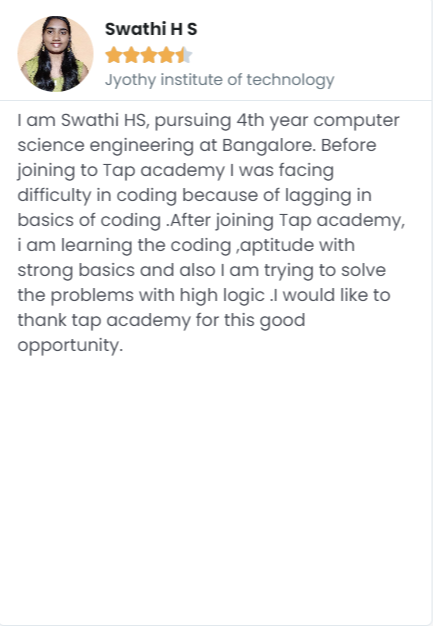 Swathi H S
Jyothy institute of technology
I am Swathi HS, pursuing 4th year computer
science engineering at Bangalore. Before
joining to Tap academy I was facing
difficulty in coding because of lagging in
basics of coding .After joining Tap academy,
i am learning the coding ,aptitude with
strong basics and also I am trying to solve
the problems with high logic .I would like to
thank tap academy for this good
opportunity.